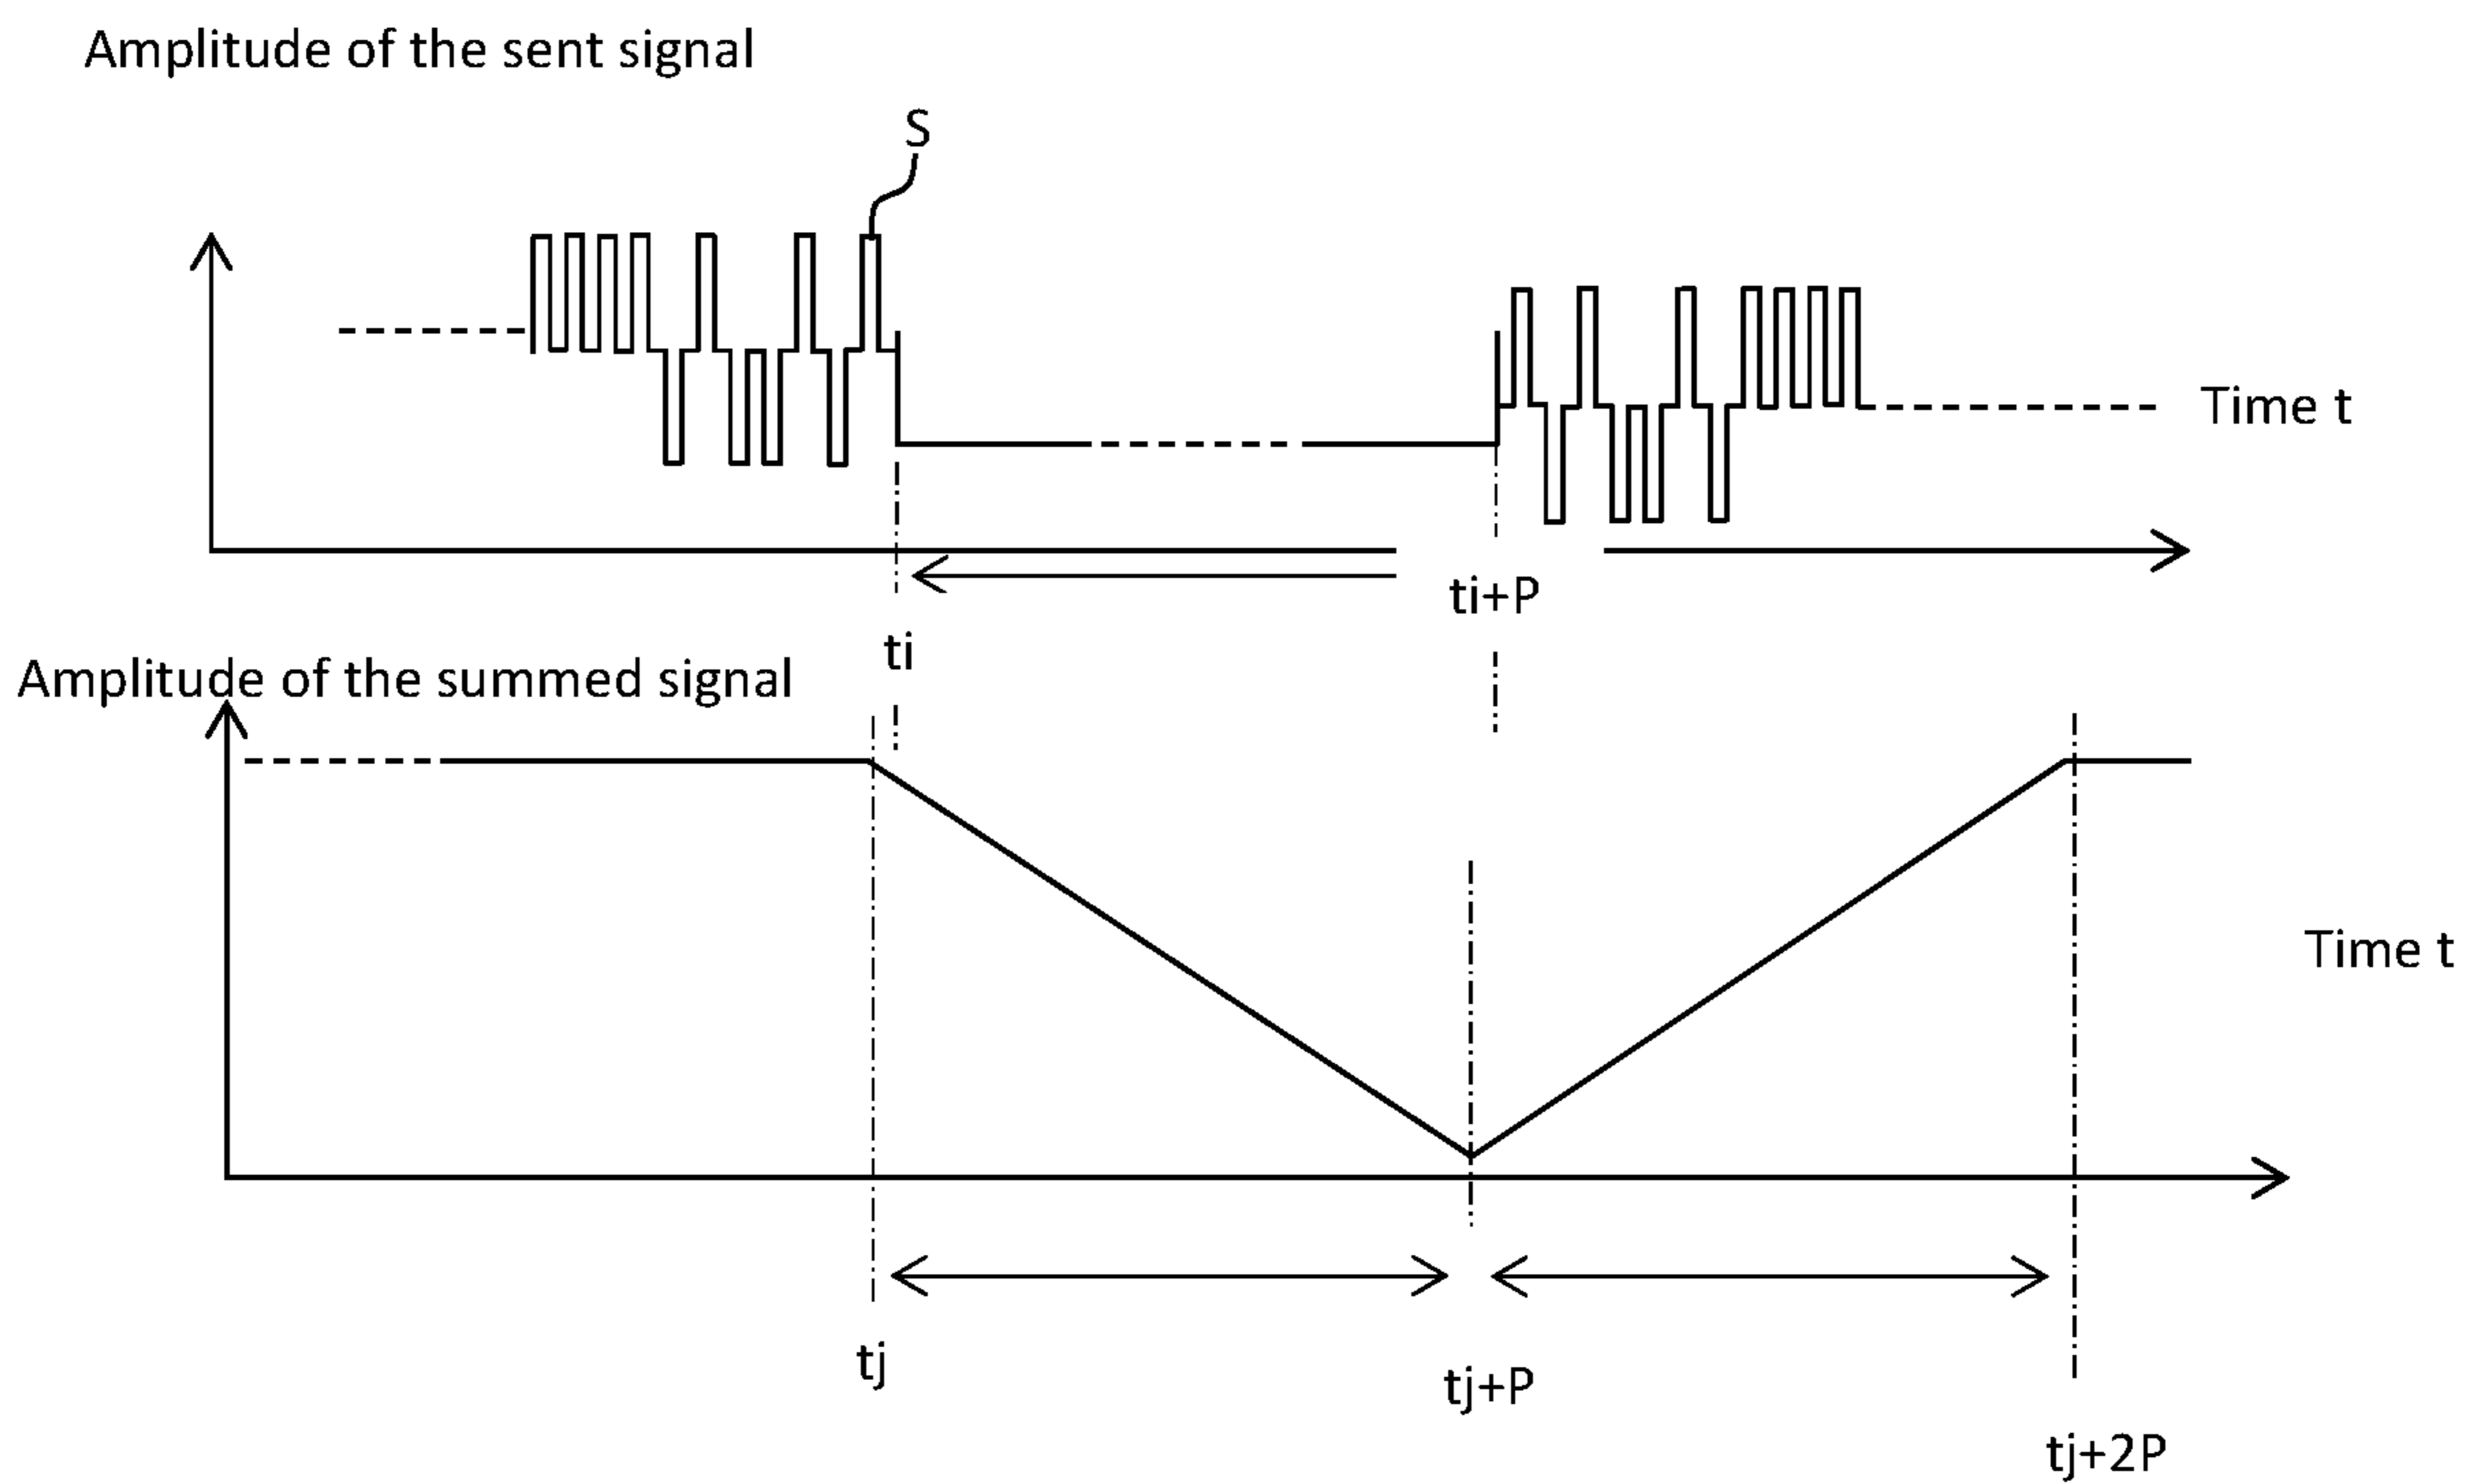 Amplitude of the sent signal
S
Time t
ti+P
ti
Amplitude of the summed signal
Time t
tj
tj+P
tj+2P